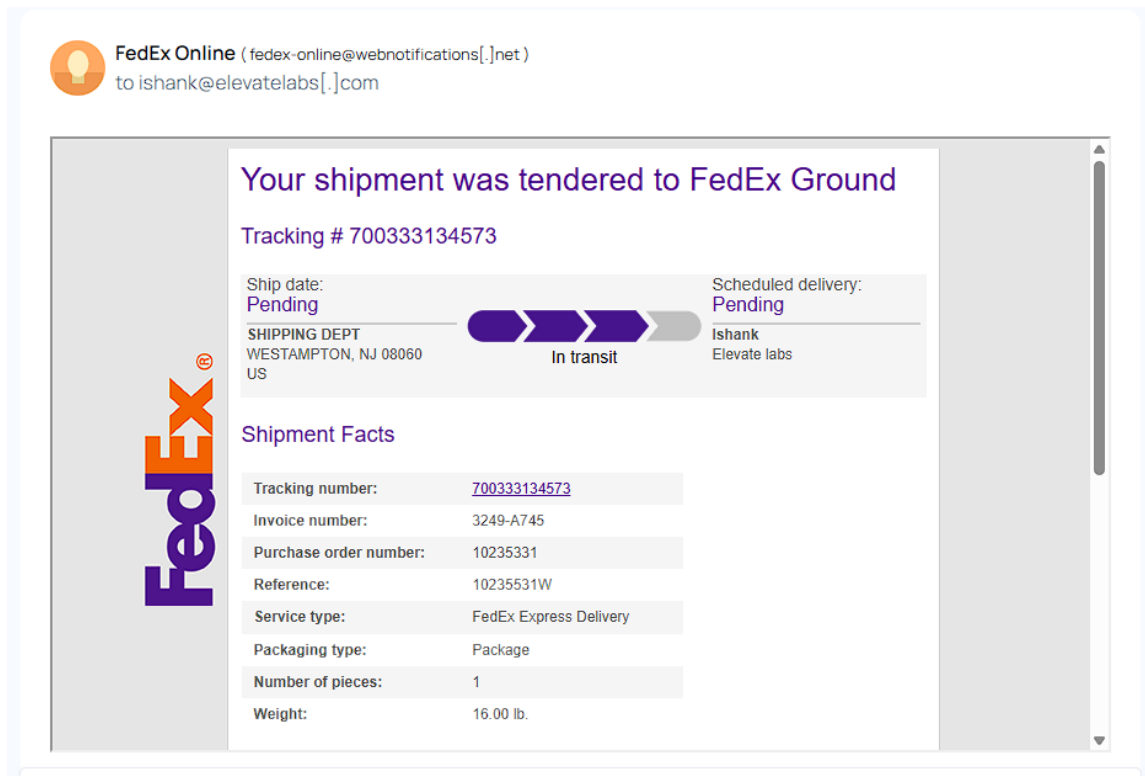 FedEx Online ( fedex-online@webnotifications[.]net )
to ishank@elevatelabs[.]com
Your shipment was tendered to FedEx Ground
Tracking # 700333134573
Ship date:
Pending
SHIPPING DEPT
WESTAMPTON, NJ 08060
US
In transit
Scheduled delivery:
Pending
Ishank
Elevate labs
FedEx®
Shipment Facts
Tracking number: 700333134573
Invoice number: 3249-A745
Purchase order number: 10235331
Reference: 10235531W
Service type: FedEx Express Delivery
Packaging type: Package
Number of pieces: 1
Weight: 16.00 lb.